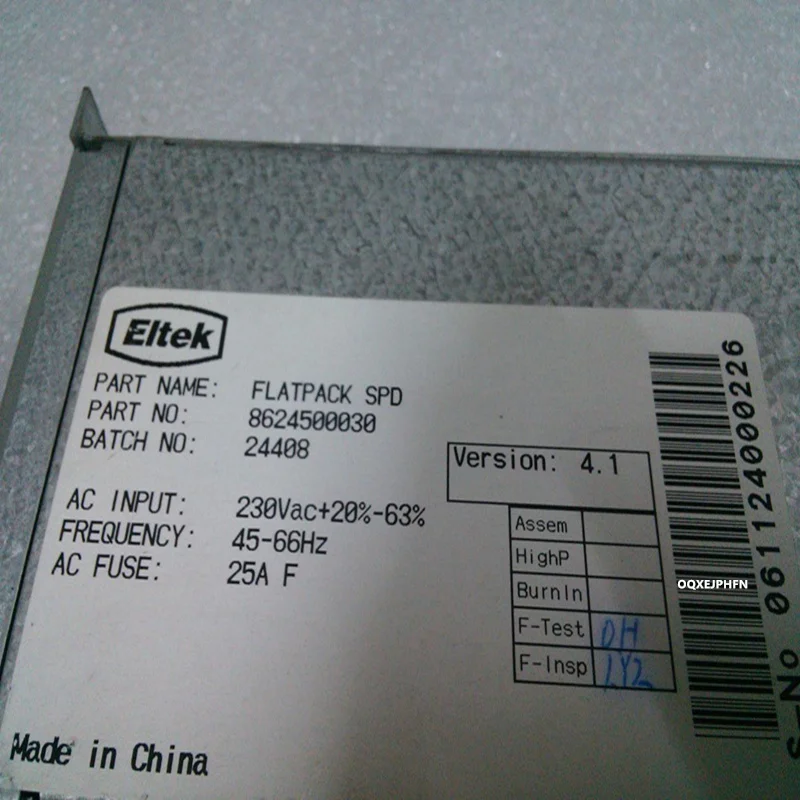 Eltek
PART NAME: FLATPACK SPD
PART NO: 8624500030
BATCH NO: 24408
AC INPUT: 230Vac+20%-63%
FREQUENCY: 45-66Hz
AC FUSE: 25A F
Version: 4.1
Assem
HighP
BurnIn
F-Test DH
F-Insp
Made in China
S-No 061124000226
OQXEJPHFN